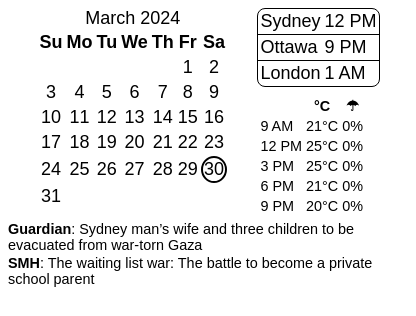 March 2024
Su Mo Tu We Th Fr Sa
1 2
3 4 5 6 7 8 9
10 11 12 13 14 15 16
17 18 19 20 21 22 23
24 25 26 27 28 29 30
31
Sydney 12 PM
Ottawa 9 PM
London 1 AM
°C ☂
9 AM 21°C 0%
12 PM 25°C 0%
3 PM 25°C 0%
6 PM 21°C 0%
9 PM 20°C 0%
Guardian: Sydney man’s wife and three children to be
evacuated from war-torn Gaza
SMH: The waiting list war: The battle to become a private
school parent